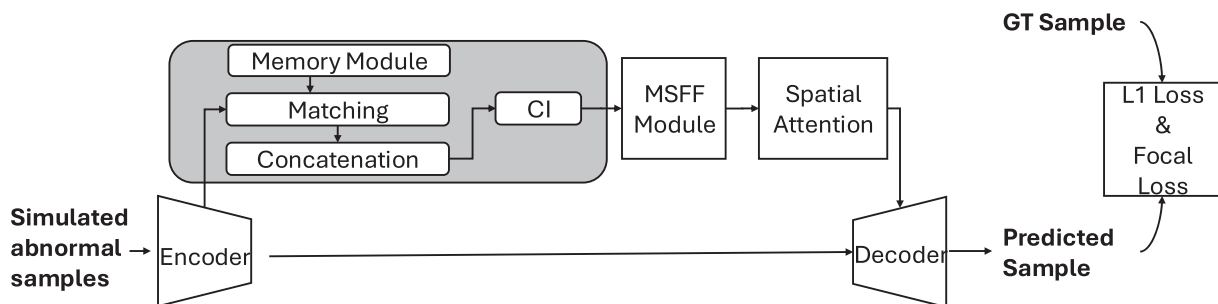 GT Sample
Memory Module
Matching
Concatenation
CI
MSFF
Module
Spatial
Attention
L1 Loss
&
Focal
Loss
Simulated
abnormal
samples
Encoder
Decoder
Predicted
Sample